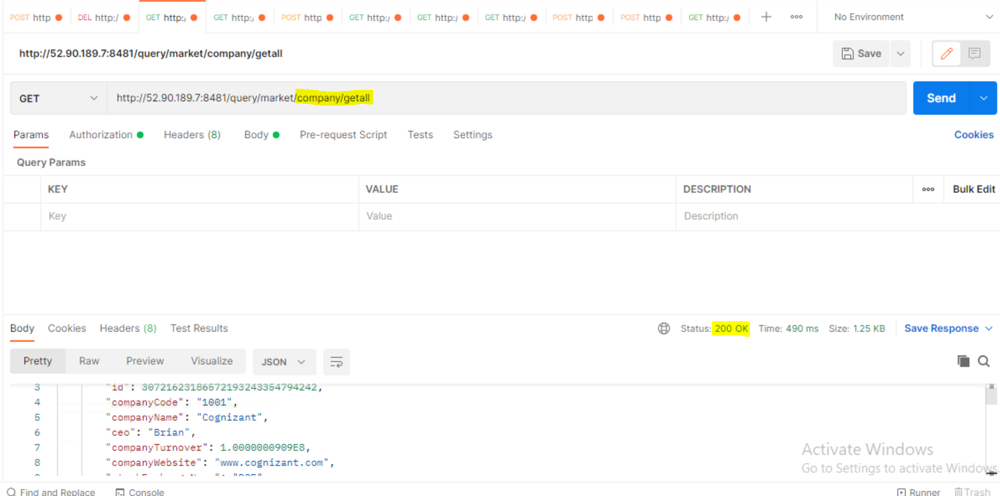 POST http DEL http:/ GET http:/ GET http:/ POST http GET http:/ GET http:/ GET http:/ POST http POST http GET http:/ No Environment
http://52.90.189.7:8481/query/market/company/getall Save
GET http://52.90.189.7:8481/query/market/company/getall Send
Params Authorization Headers (8) Body Pre-request Script Tests Settings Cookies
Query Params
KEY VALUE DESCRIPTION Bulk Edit
Key Value Description
Body Cookies Headers (8) Test Results Status: 200 OK Time: 490 ms Size: 1.25 KB Save Response
Pretty Raw Preview Visualize JSON
3 "id": 30721623186572193243354794242,
4 "companyCode": "1001",
5 "companyName": "Cognizant",
6 "ceo": "Brian",
7 "companyTurnover": 1.0000000909E8,
8 "companyWebsite": "www.cognizant.com",
Activate Windows
Go to Settings to activate Windows.
Find and Replace Console Runner Trash